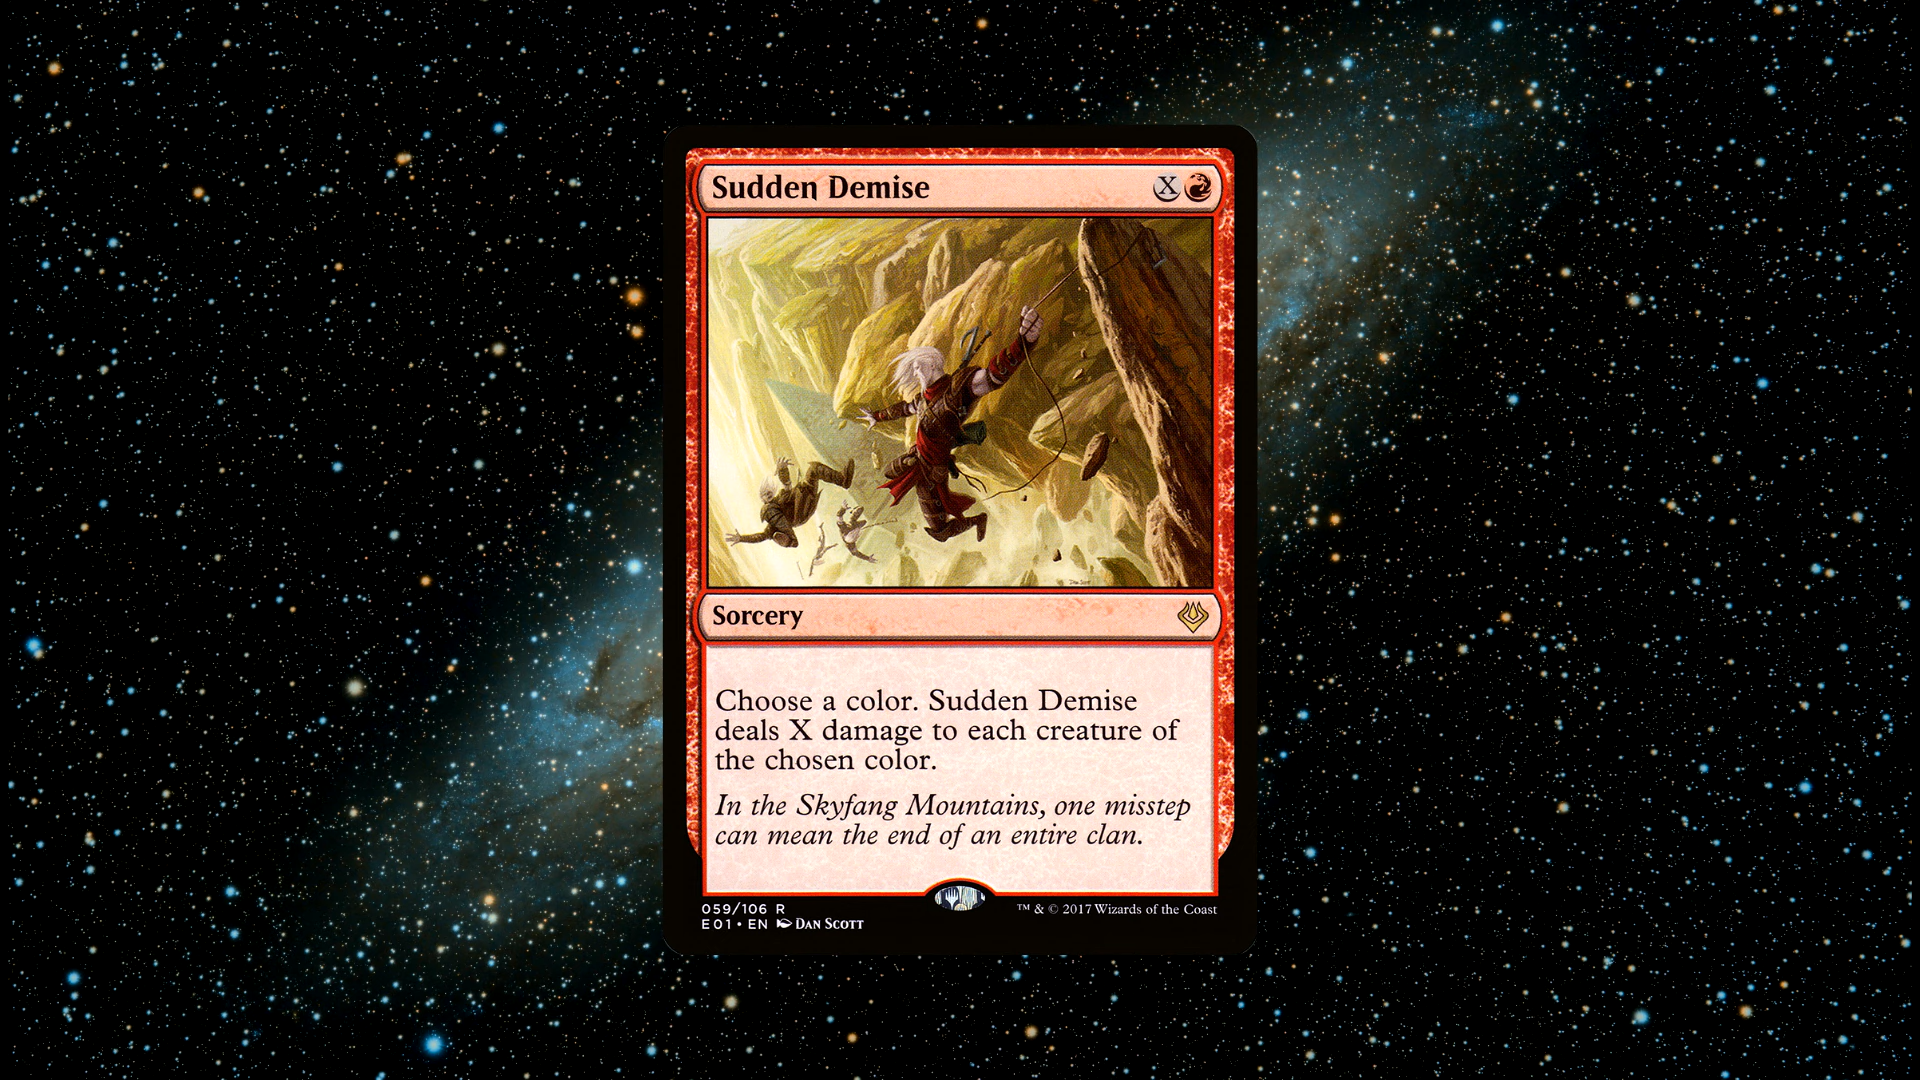 Sudden Demise X
Sorcery
Choose a color. Sudden Demise
deals X damage to each creature of
the chosen color.
In the Skyfang Mountains, one misstep
can mean the end of an entire clan.
059/106 R
E01 • EN Dan Scott
™ & © 2017 Wizards of the Coast